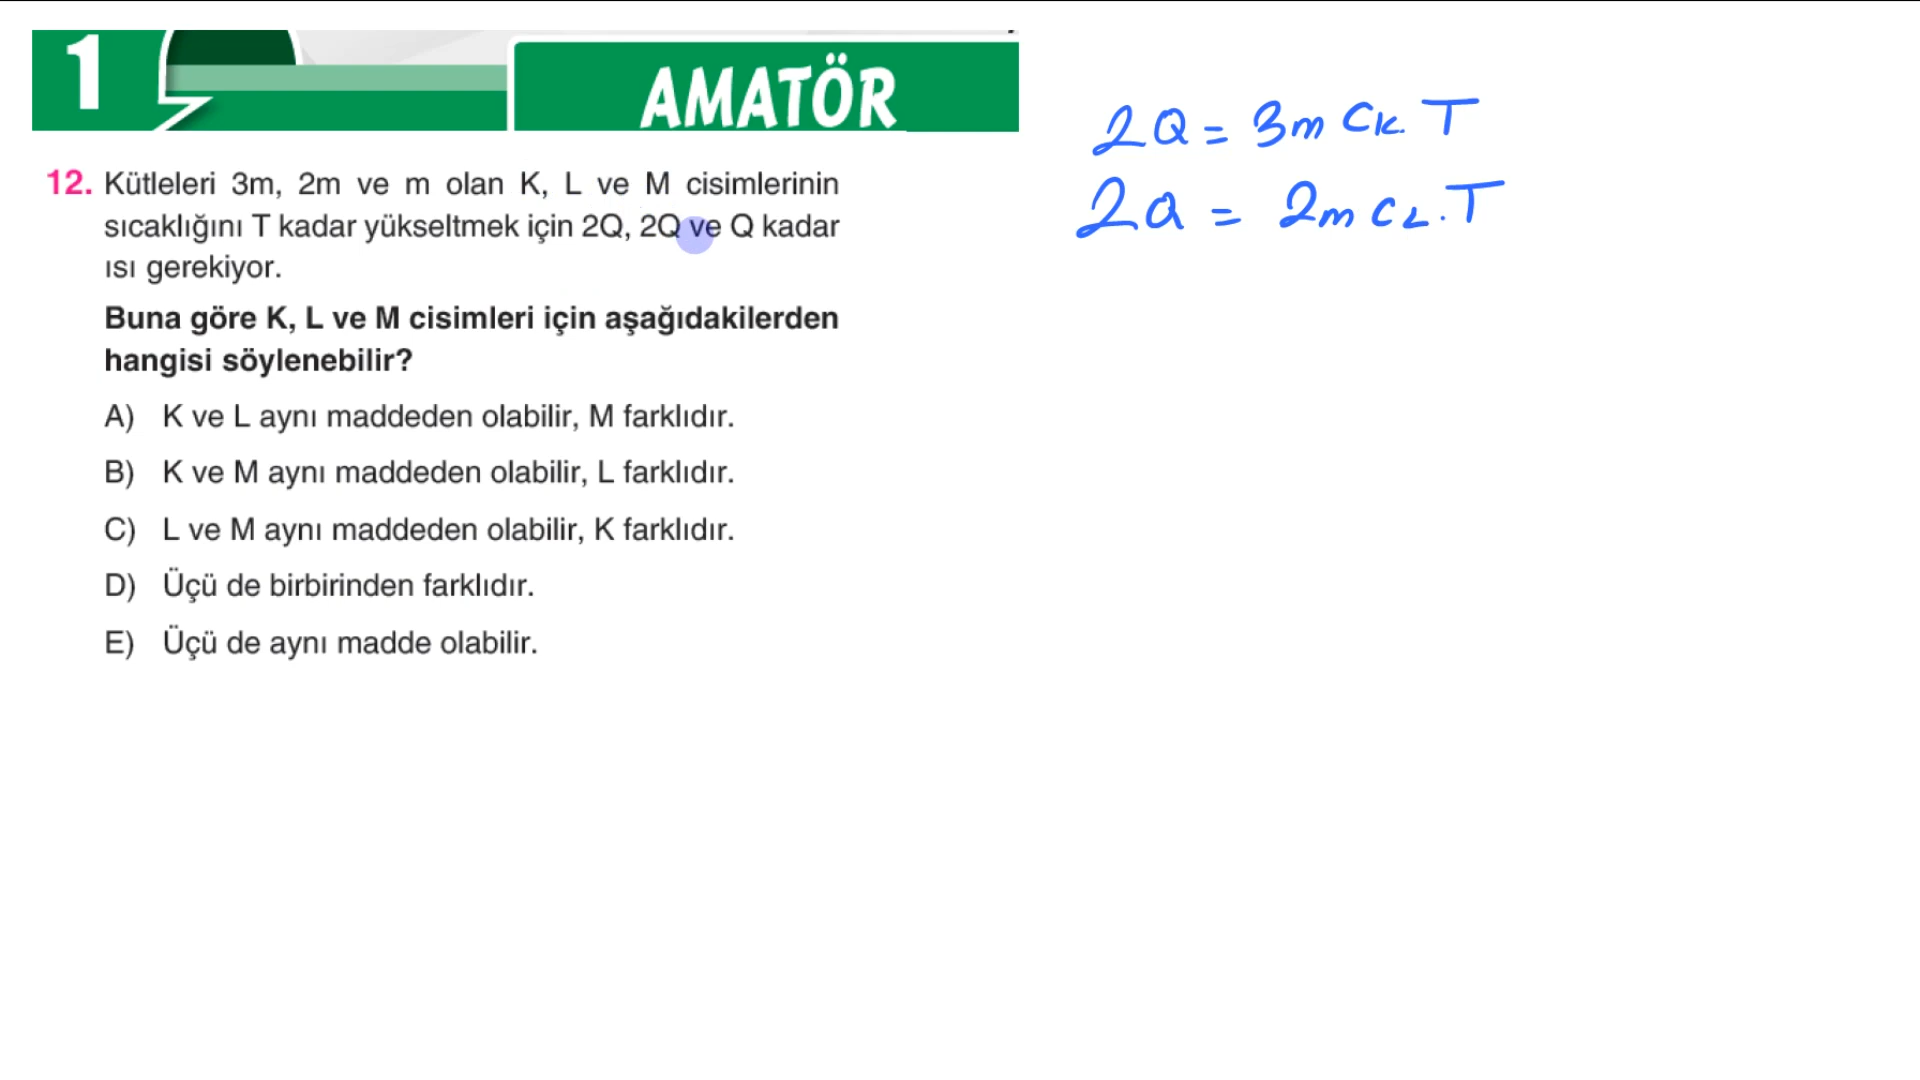 1
AMATÖR
12. Kütleleri 3m, 2m ve m olan K, L ve M cisimlerinin
sıcaklığını T kadar yükseltmek için 2Q, 2Q ve Q kadar
ısı gerekiyor.
Buna göre K, L ve M cisimleri için aşağıdakilerden
hangisi söylenebilir?
A) K ve L aynı maddeden olabilir, M farklıdır.
B) K ve M aynı maddeden olabilir, L farklıdır.
C) L ve M aynı maddeden olabilir, K farklıdır.
D) Üçü de birbirinden farklıdır.
E) Üçü de aynı madde olabilir.
2Q = 3m CK. T
2Q = 2m CL. T